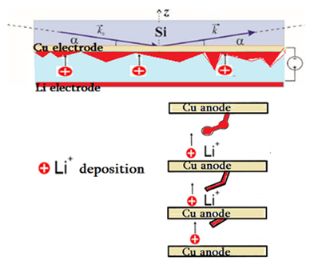 z
k⃗ᵢ Si k⃗
α α
Cu electrode
Li electrode
Cu anode
Li⁺
Li⁺ deposition
Cu anode
Li⁺
Cu anode
Cu anode